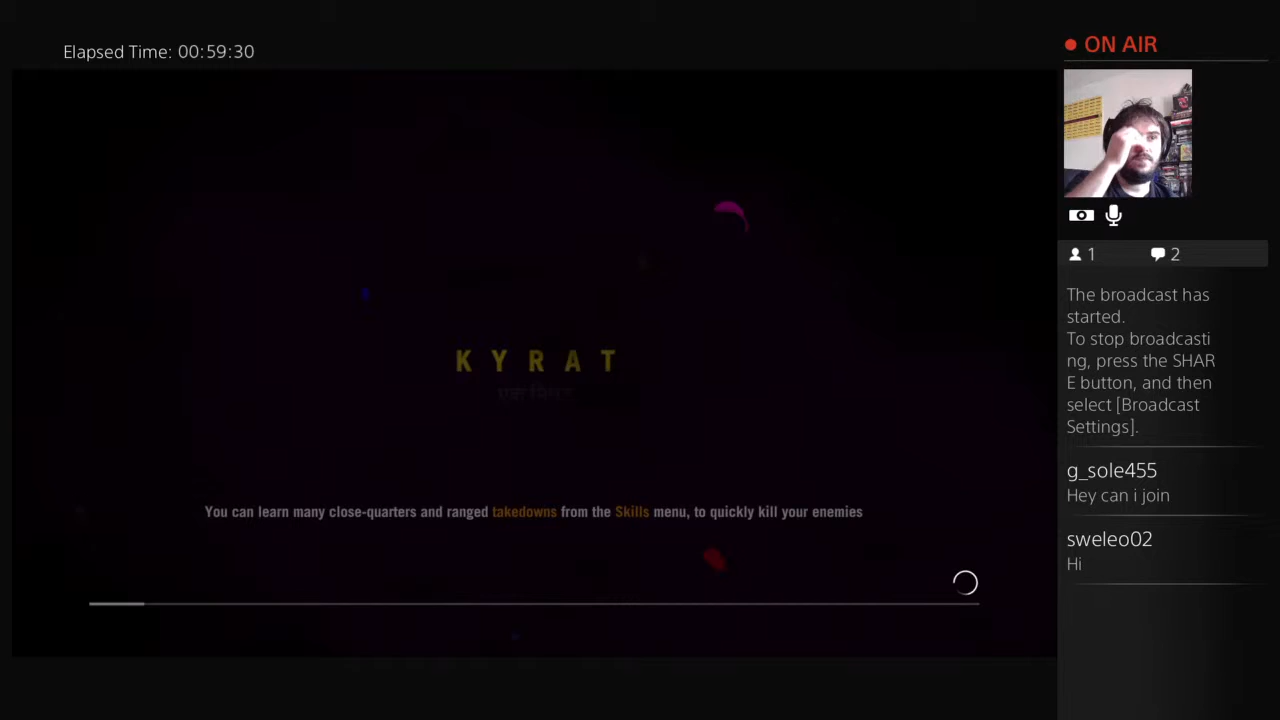 Elapsed Time: 00:59:30
ON AIR
1
2
The broadcast has
started.
To stop broadcasti
ng, press the SHAR
E button, and then
select [Broadcast
Settings].
g_sole455
Hey can i join
sweleo02
Hi
KYRAT
You can learn many close-quarters and ranged takedowns from the Skills menu, to quickly kill your enemies